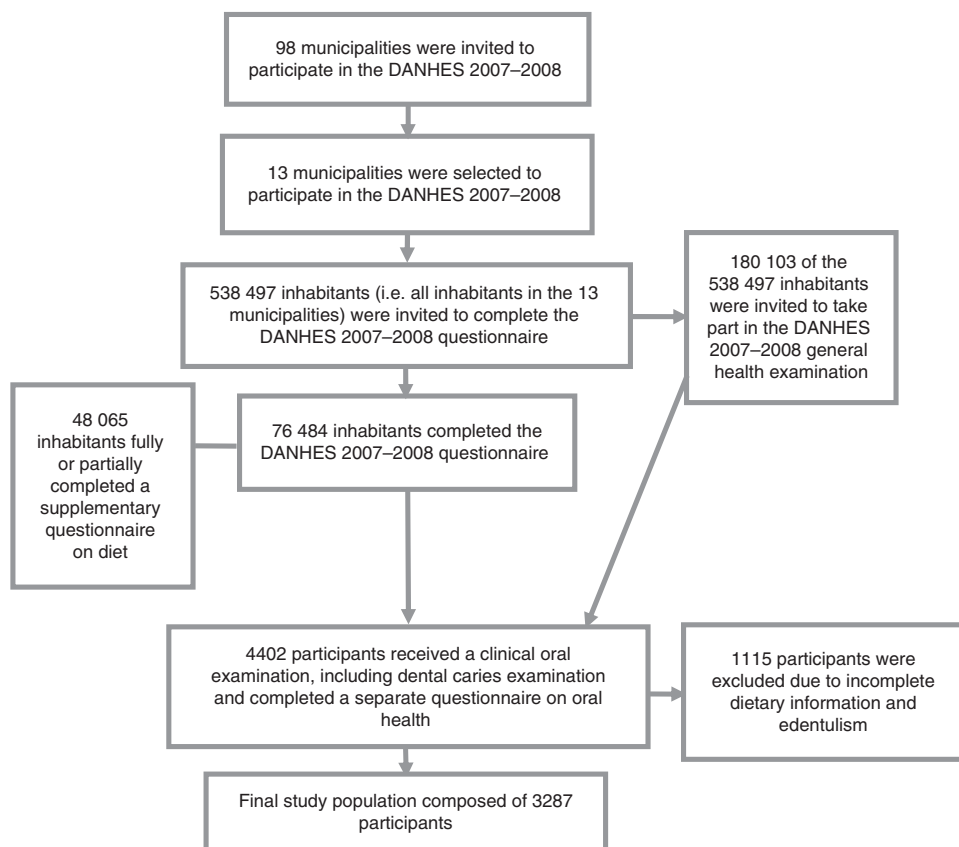 98 municipalities were invited to
participate in the DANHES 2007–2008
13 municipalities were selected to
participate in the DANHES 2007–2008
538 497 inhabitants (i.e. all inhabitants in the 13
municipalities) were invited to complete the
DANHES 2007–2008 questionnaire
180 103 of the
538 497 inhabitants
were invited to take
part in the DANHES
2007–2008 general
health examination
76 484 inhabitants completed the
DANHES 2007–2008 questionnaire
48 065
inhabitants fully
or partially
completed a
supplementary
questionnaire
on diet
4402 participants received a clinical oral
examination, including dental caries examination
and completed a separate questionnaire on oral
health
1115 participants were
excluded due to incomplete
dietary information and
edentulism
Final study population composed of 3287
participants